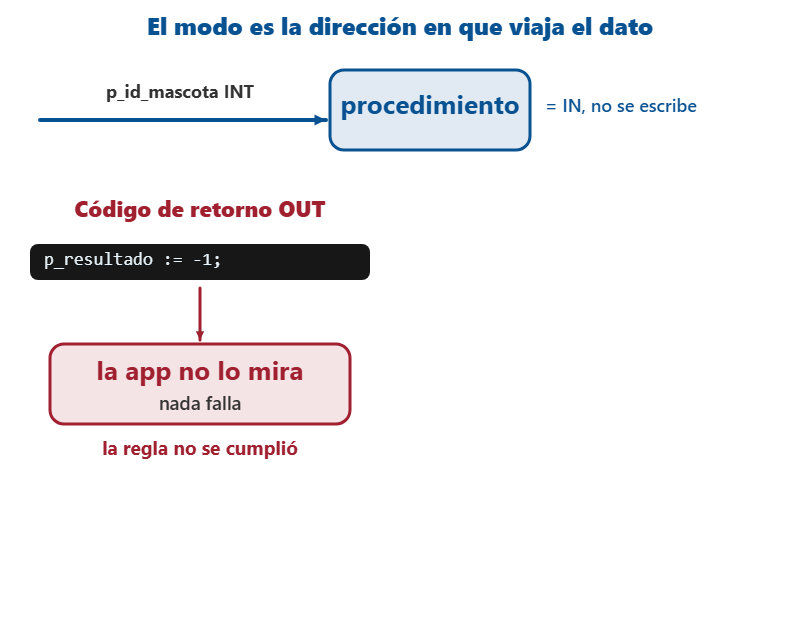 El modo es la dirección en que viaja el dato
p_id_mascota INT
procedimiento
= IN, no se escribe
Código de retorno OUT
p_resultado := -1;
la app no lo mira
nada falla
la regla no se cumplió